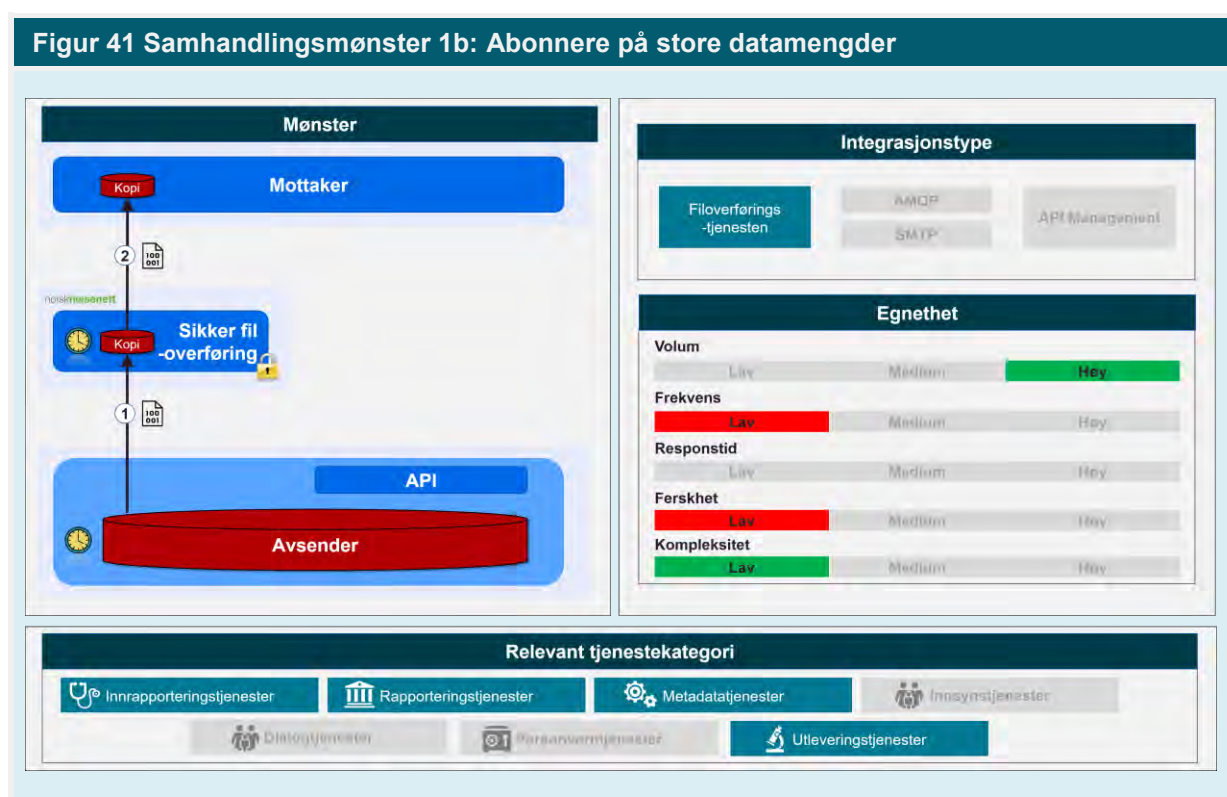 Figur 41 Samhandlingsmønster 1b: Abonnere på store datamengder
Mønster
Kopi
Mottaker
2
100
001
norskhelsenett
Kopi
Sikker fil
-overføring
1
100
001
API
Avsender
Integrasjonstype
Filoverførings
-tjenesten
AMQP
SMTP
API Management
Egnethet
Volum
Lav Medium Høy
Frekvens
Lav Medium Høy
Responstid
Lav Medium Høy
Ferskhet
Lav Medium Høy
Kompleksitet
Lav Medium Høy
Relevant tjenestekategori
Innrapporteringstjenester
Rapporteringstjenester
Metadatatjenester
Innsynstjenester
Dialogtjenester
Personverntjenester
Utleveringstjenester